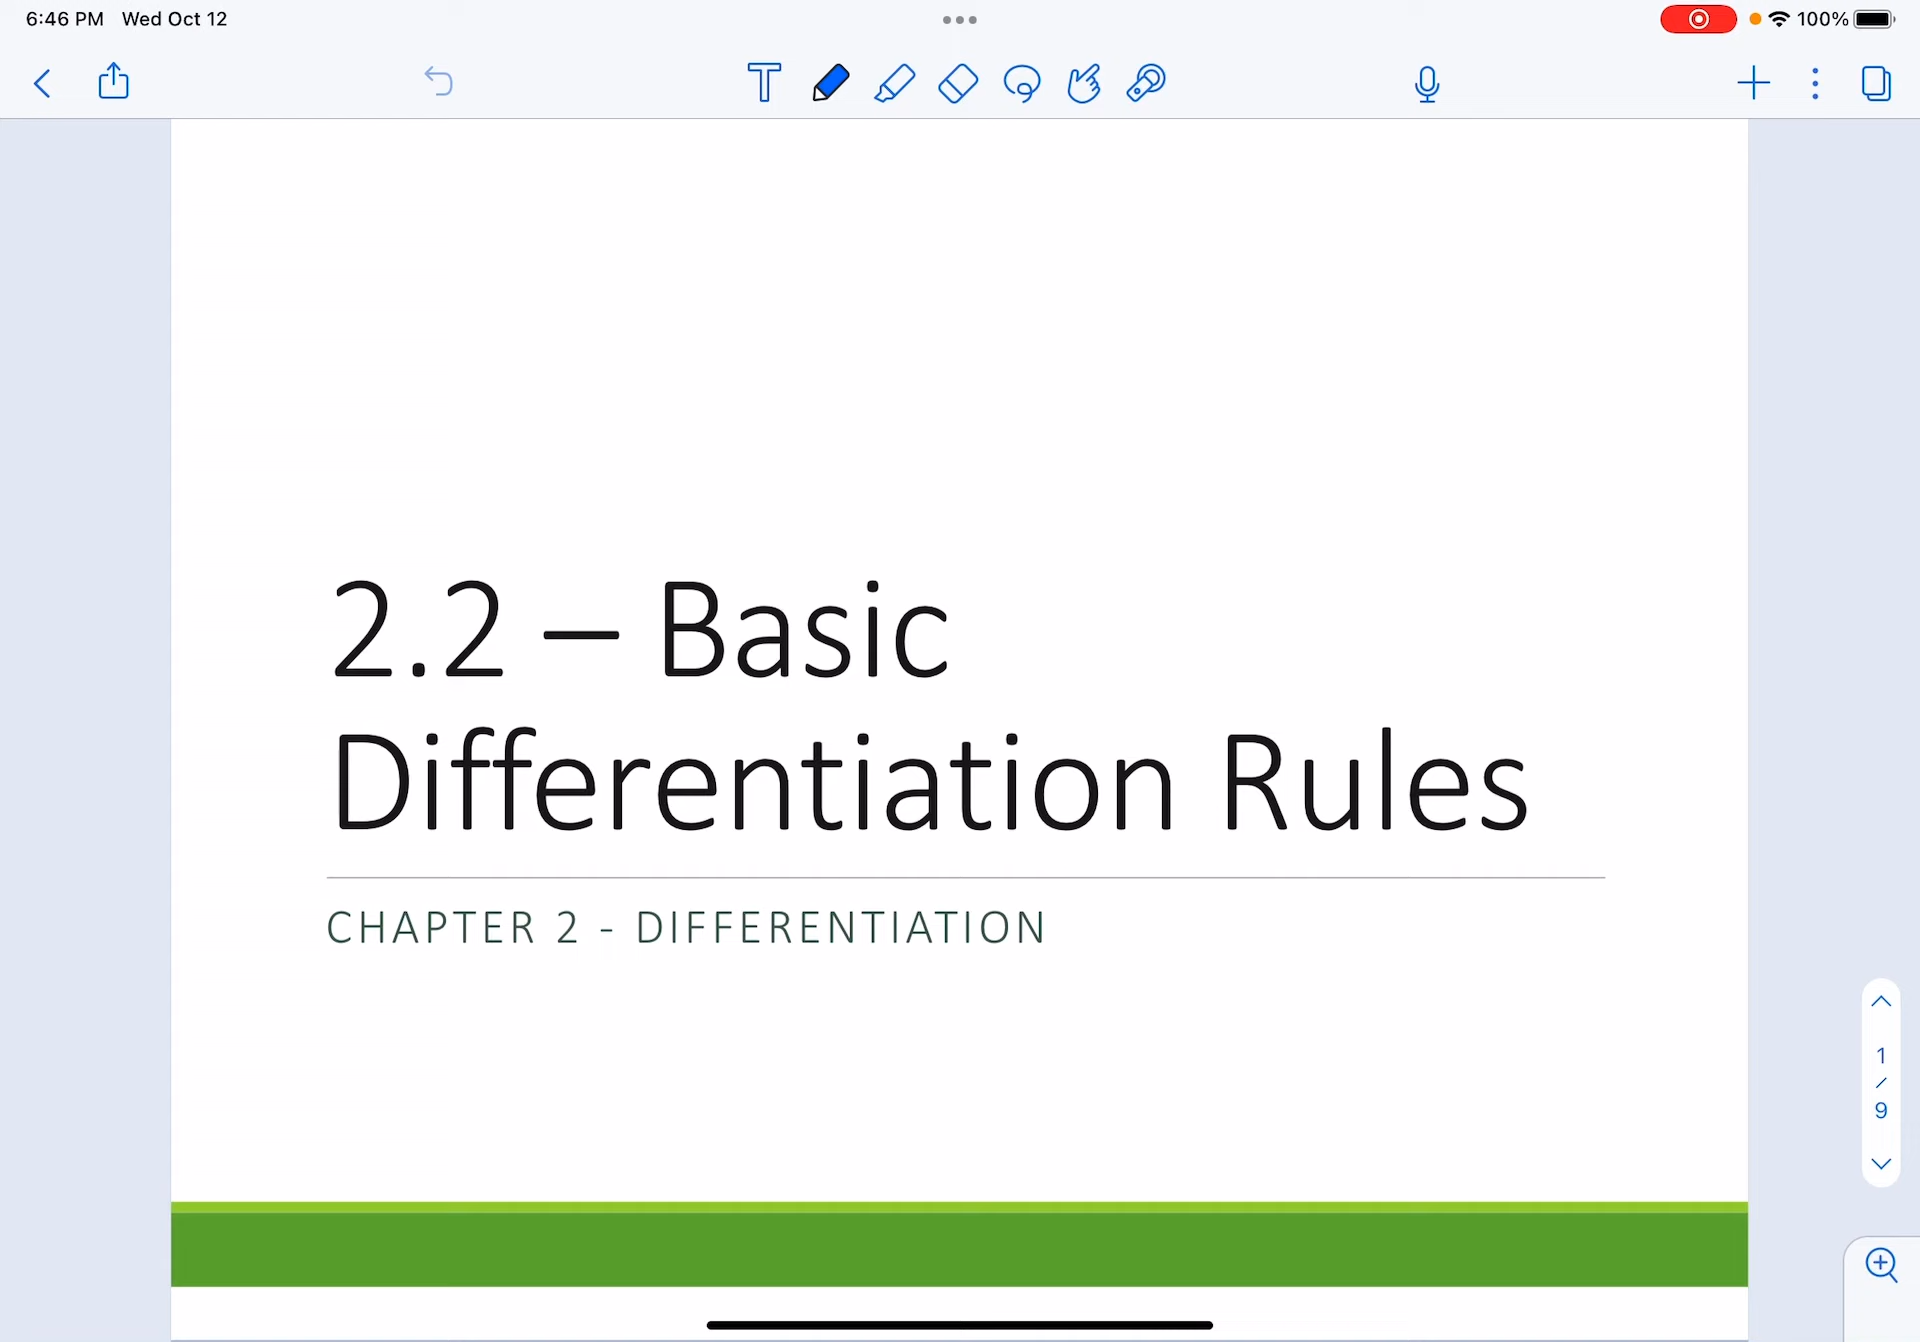 6:46 PM Wed Oct 12
100%
T
2.2 – Basic
Differentiation Rules
CHAPTER 2 - DIFFERENTIATION
1
/
9